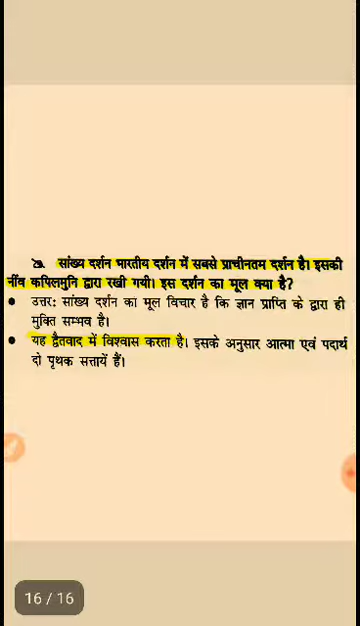 २७. सांख्य दर्शन भारतीय दर्शन में सबसे प्राचीनतम दर्शन है। इसकी
नींव कपिलमुनि द्वारा रखी गयी। इस दर्शन का मूल क्या है?
● उत्तर: सांख्य दर्शन का मूल विचार है कि ज्ञान प्राप्ति के द्वारा ही
मुक्ति सम्भव है।
● यह द्वैतवाद में विश्वास करता है। इसके अनुसार आत्मा एवं पदार्थ
दो पृथक सत्तायें हैं।
16 / 16